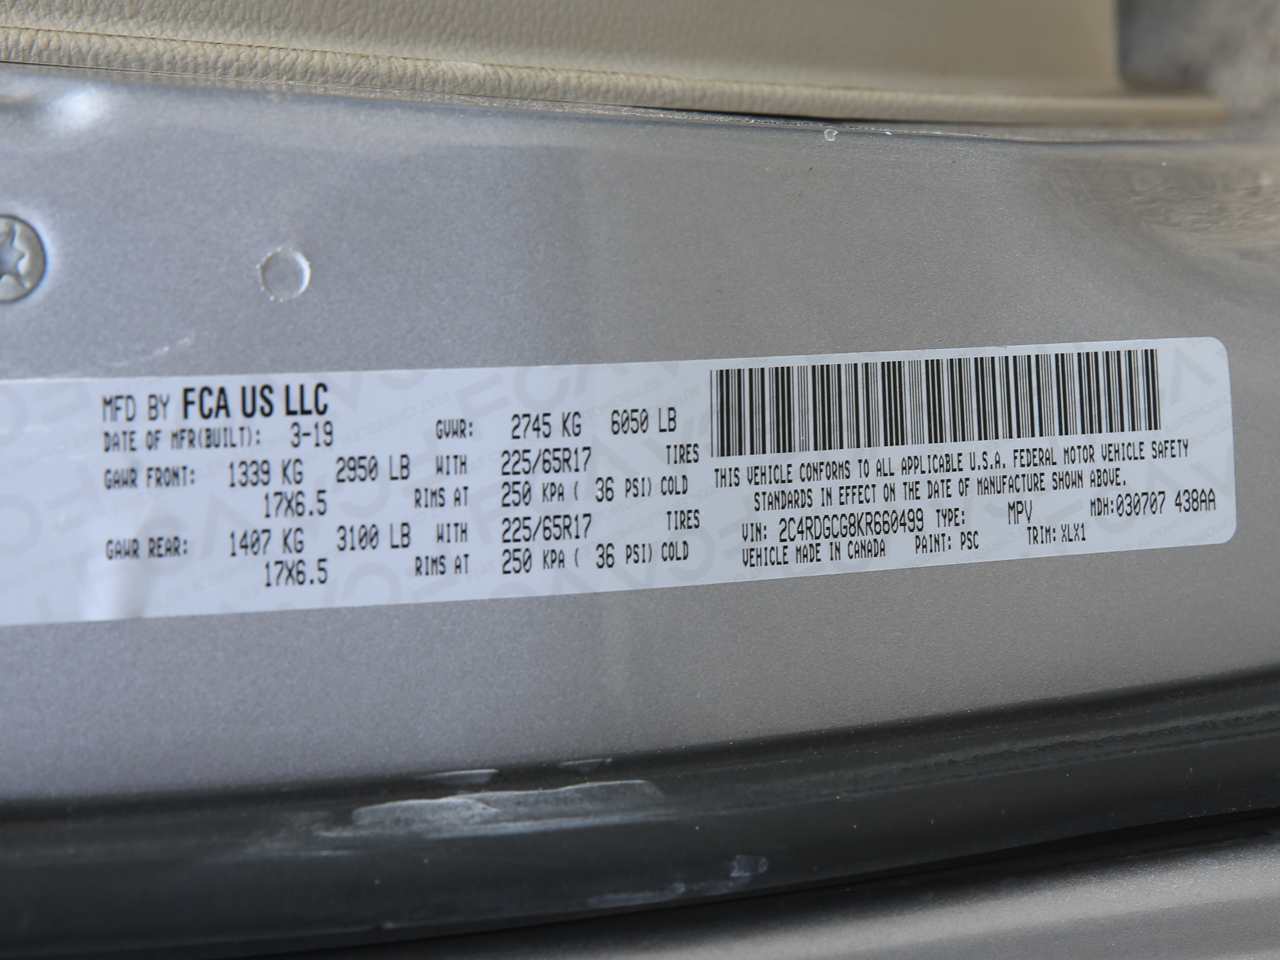 MFD BY FCA US LLC
DATE OF MFR(BUILT): 3-19 GVWR: 2745 KG 6050 LB
GAWR FRONT: 1339 KG 2950 LB WITH 225/65R17 TIRES
17X6.5 RIMS AT 250 KPA ( 36 PSI) COLD
GAWR REAR: 1407 KG 3100 LB WITH 225/65R17 TIRES
17X6.5 RIMS AT 250 KPA ( 36 PSI) COLD
THIS VEHICLE CONFORMS TO ALL APPLICABLE U.S.A. FEDERAL MOTOR VEHICLE SAFETY
STANDARDS IN EFFECT ON THE DATE OF MANUFACTURE SHOWN ABOVE.
VIN: 2C4RDGCG8KR660499 TYPE: MPV MDH:030707 438AA
VEHICLE MADE IN CANADA PAINT: PSC TRIM: XLX1